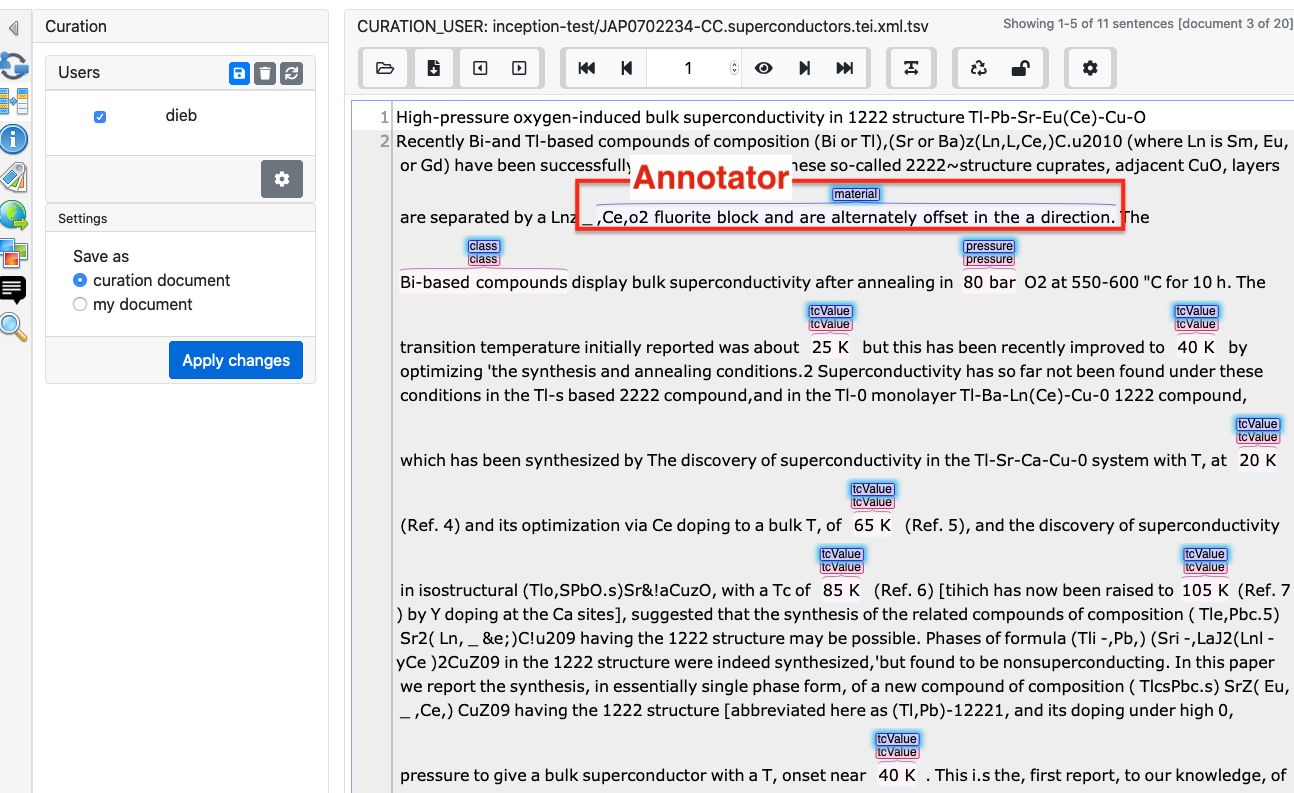 Curation
Users
dieb
Settings
Save as
curation document
my document
Apply changes
CURATION_USER: inception-test/JAP0702234-CC.superconductors.tei.xml.tsv
Showing 1-5 of 11 sentences [document 3 of 20]
1
1 High-pressure oxygen-induced bulk superconductivity in 1222 structure Tl-Pb-Sr-Eu(Ce)-Cu-O
2 Recently Bi-and Tl-based compounds of composition (Bi or Tl),(Sr or Ba)z(Ln,L,Ce,)C.u2010 (where Ln is Sm, Eu,
or Gd) have been successfully
Annotator
hese so-called 2222~structure cuprates, adjacent CuO, layers
material
are separated by a Lnz _ ,Ce,o2 fluorite block and are alternately offset in the a direction. The
class pressure
class pressure
Bi-based compounds display bulk superconductivity after annealing in 80 bar O2 at 550-600 "C for 10 h. The
tcValue tcValue
tcValue tcValue
transition temperature initially reported was about 25 K but this has been recently improved to 40 K by
optimizing 'the synthesis and annealing conditions.2 Superconductivity has so far not been found under these
conditions in the Tl-s based 2222 compound,and in the Tl-0 monolayer Tl-Ba-Ln(Ce)-Cu-0 1222 compound,
tcValue
tcValue
which has been synthesized by The discovery of superconductivity in the Tl-Sr-Ca-Cu-0 system with T, at 20 K
tcValue
tcValue
(Ref. 4) and its optimization via Ce doping to a bulk T, of 65 K (Ref. 5), and the discovery of superconductivity
tcValue tcValue
tcValue tcValue
in isostructural (Tlo,SPbO.s)Sr&!aCuzO, with a Tc of 85 K (Ref. 6) [tihich has now been raised to 105 K (Ref. 7
) by Y doping at the Ca sites], suggested that the synthesis of the related compounds of composition ( Tle,Pbc.5)
Sr2( Ln, _ &e;)C!u209 having the 1222 structure may be possible. Phases of formula (Tli -,Pb,) (Sri -,LaJ2(Lnl -
yCe )2CuZ09 in the 1222 structure were indeed synthesized,'but found to be nonsuperconducting. In this paper
we report the synthesis, in essentially single phase form, of a new compound of composition ( TlcsPbc.s) SrZ( Eu,
_ ,Ce,) CuZ09 having the 1222 structure [abbreviated here as (Tl,Pb)-12221, and its doping under high 0,
tcValue
tcValue
pressure to give a bulk superconductor with a T, onset near 40 K . This i.s the, first report, to our knowledge, of